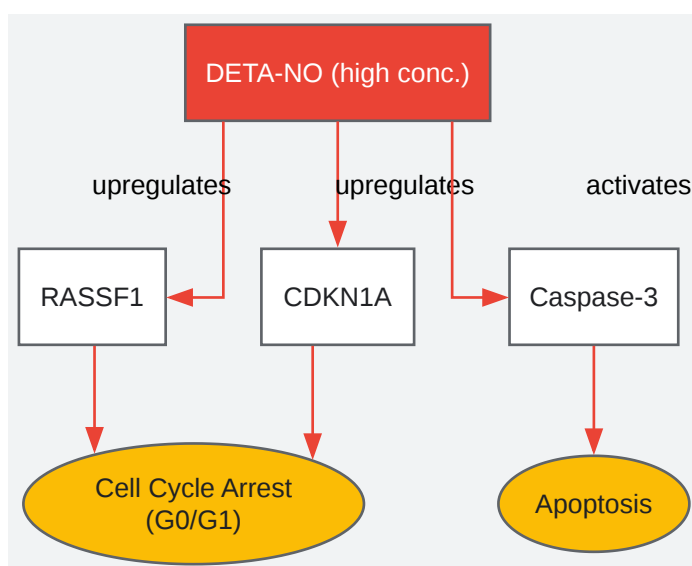 DETA-NO (high conc.)
upregulates
upregulates
activates
RASSF1
CDKN1A
Caspase-3
Cell Cycle Arrest
(G0/G1)
Apoptosis